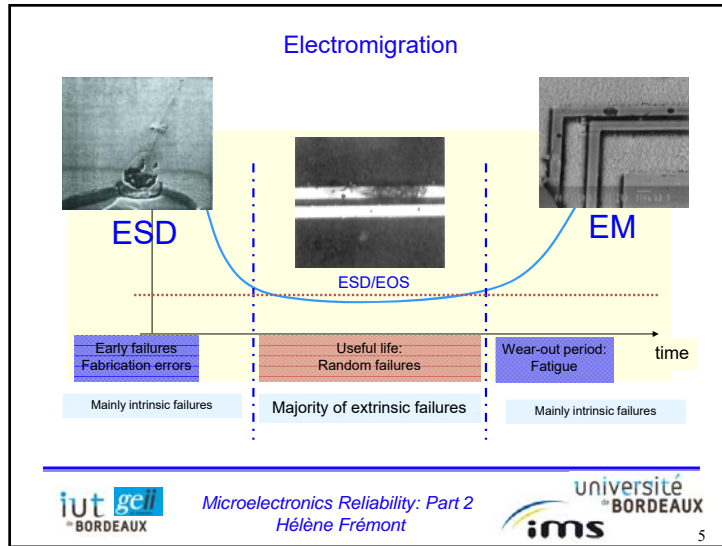 Electromigration
ESD
ESD/EOS
EM
time
Early failures
Fabrication errors
Useful life:
Random failures
Wear-out period:
Fatigue
Mainly intrinsic failures
Majority of extrinsic failures
Mainly intrinsic failures
iut geii
de BORDEAUX
Microelectronics Reliability: Part 2
Hélène Frémont
ims
université
de BORDEAUX
5